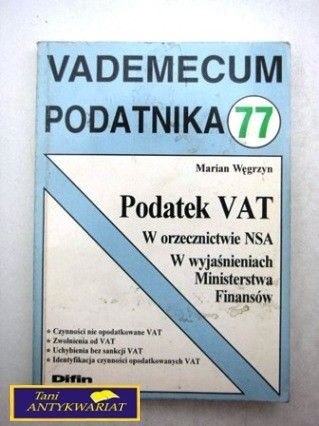 VADEMECUM
PODATNIKA 77
Marian Węgrzyn
Podatek VAT
W orzecznictwie NSA
W wyjaśnieniach
Ministerstwa
Finansów
Czynności nie opodatkowane VAT
Zwolnienia od VAT
Uchybienia bez sankcji VAT
Identyfikacja czynności opodatkowanych VAT
Difin
Tani
ANTYKWARIAT